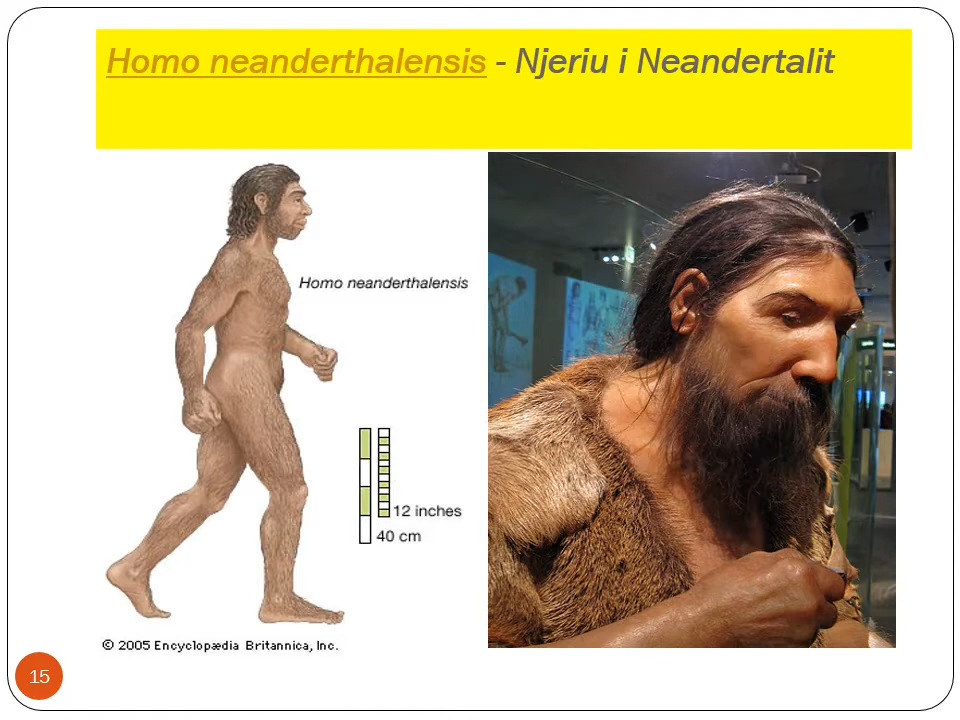 Homo neanderthalensis - Njeriu i Neandertalit
Homo neanderthalensis
12 inches
40 cm
© 2005 Encyclopædia Britannica, Inc.
15